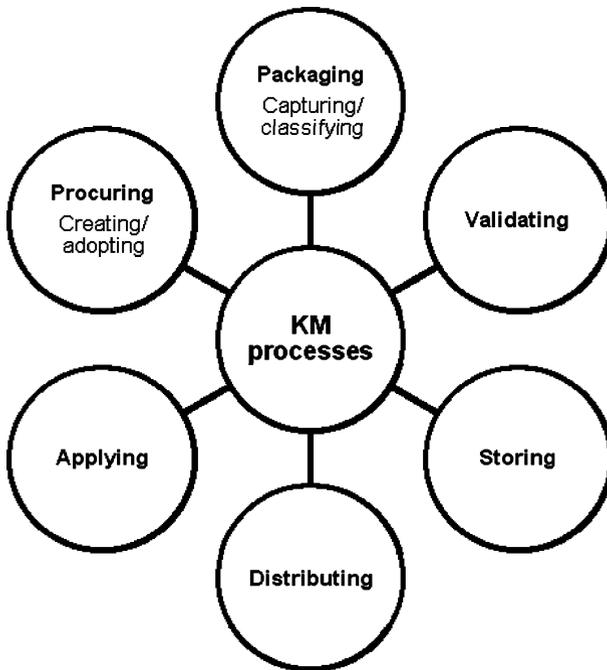 Packaging
Capturing/
classifying
Procuring
Creating/
adopting
Validating
KM
processes
Applying
Storing
Distributing